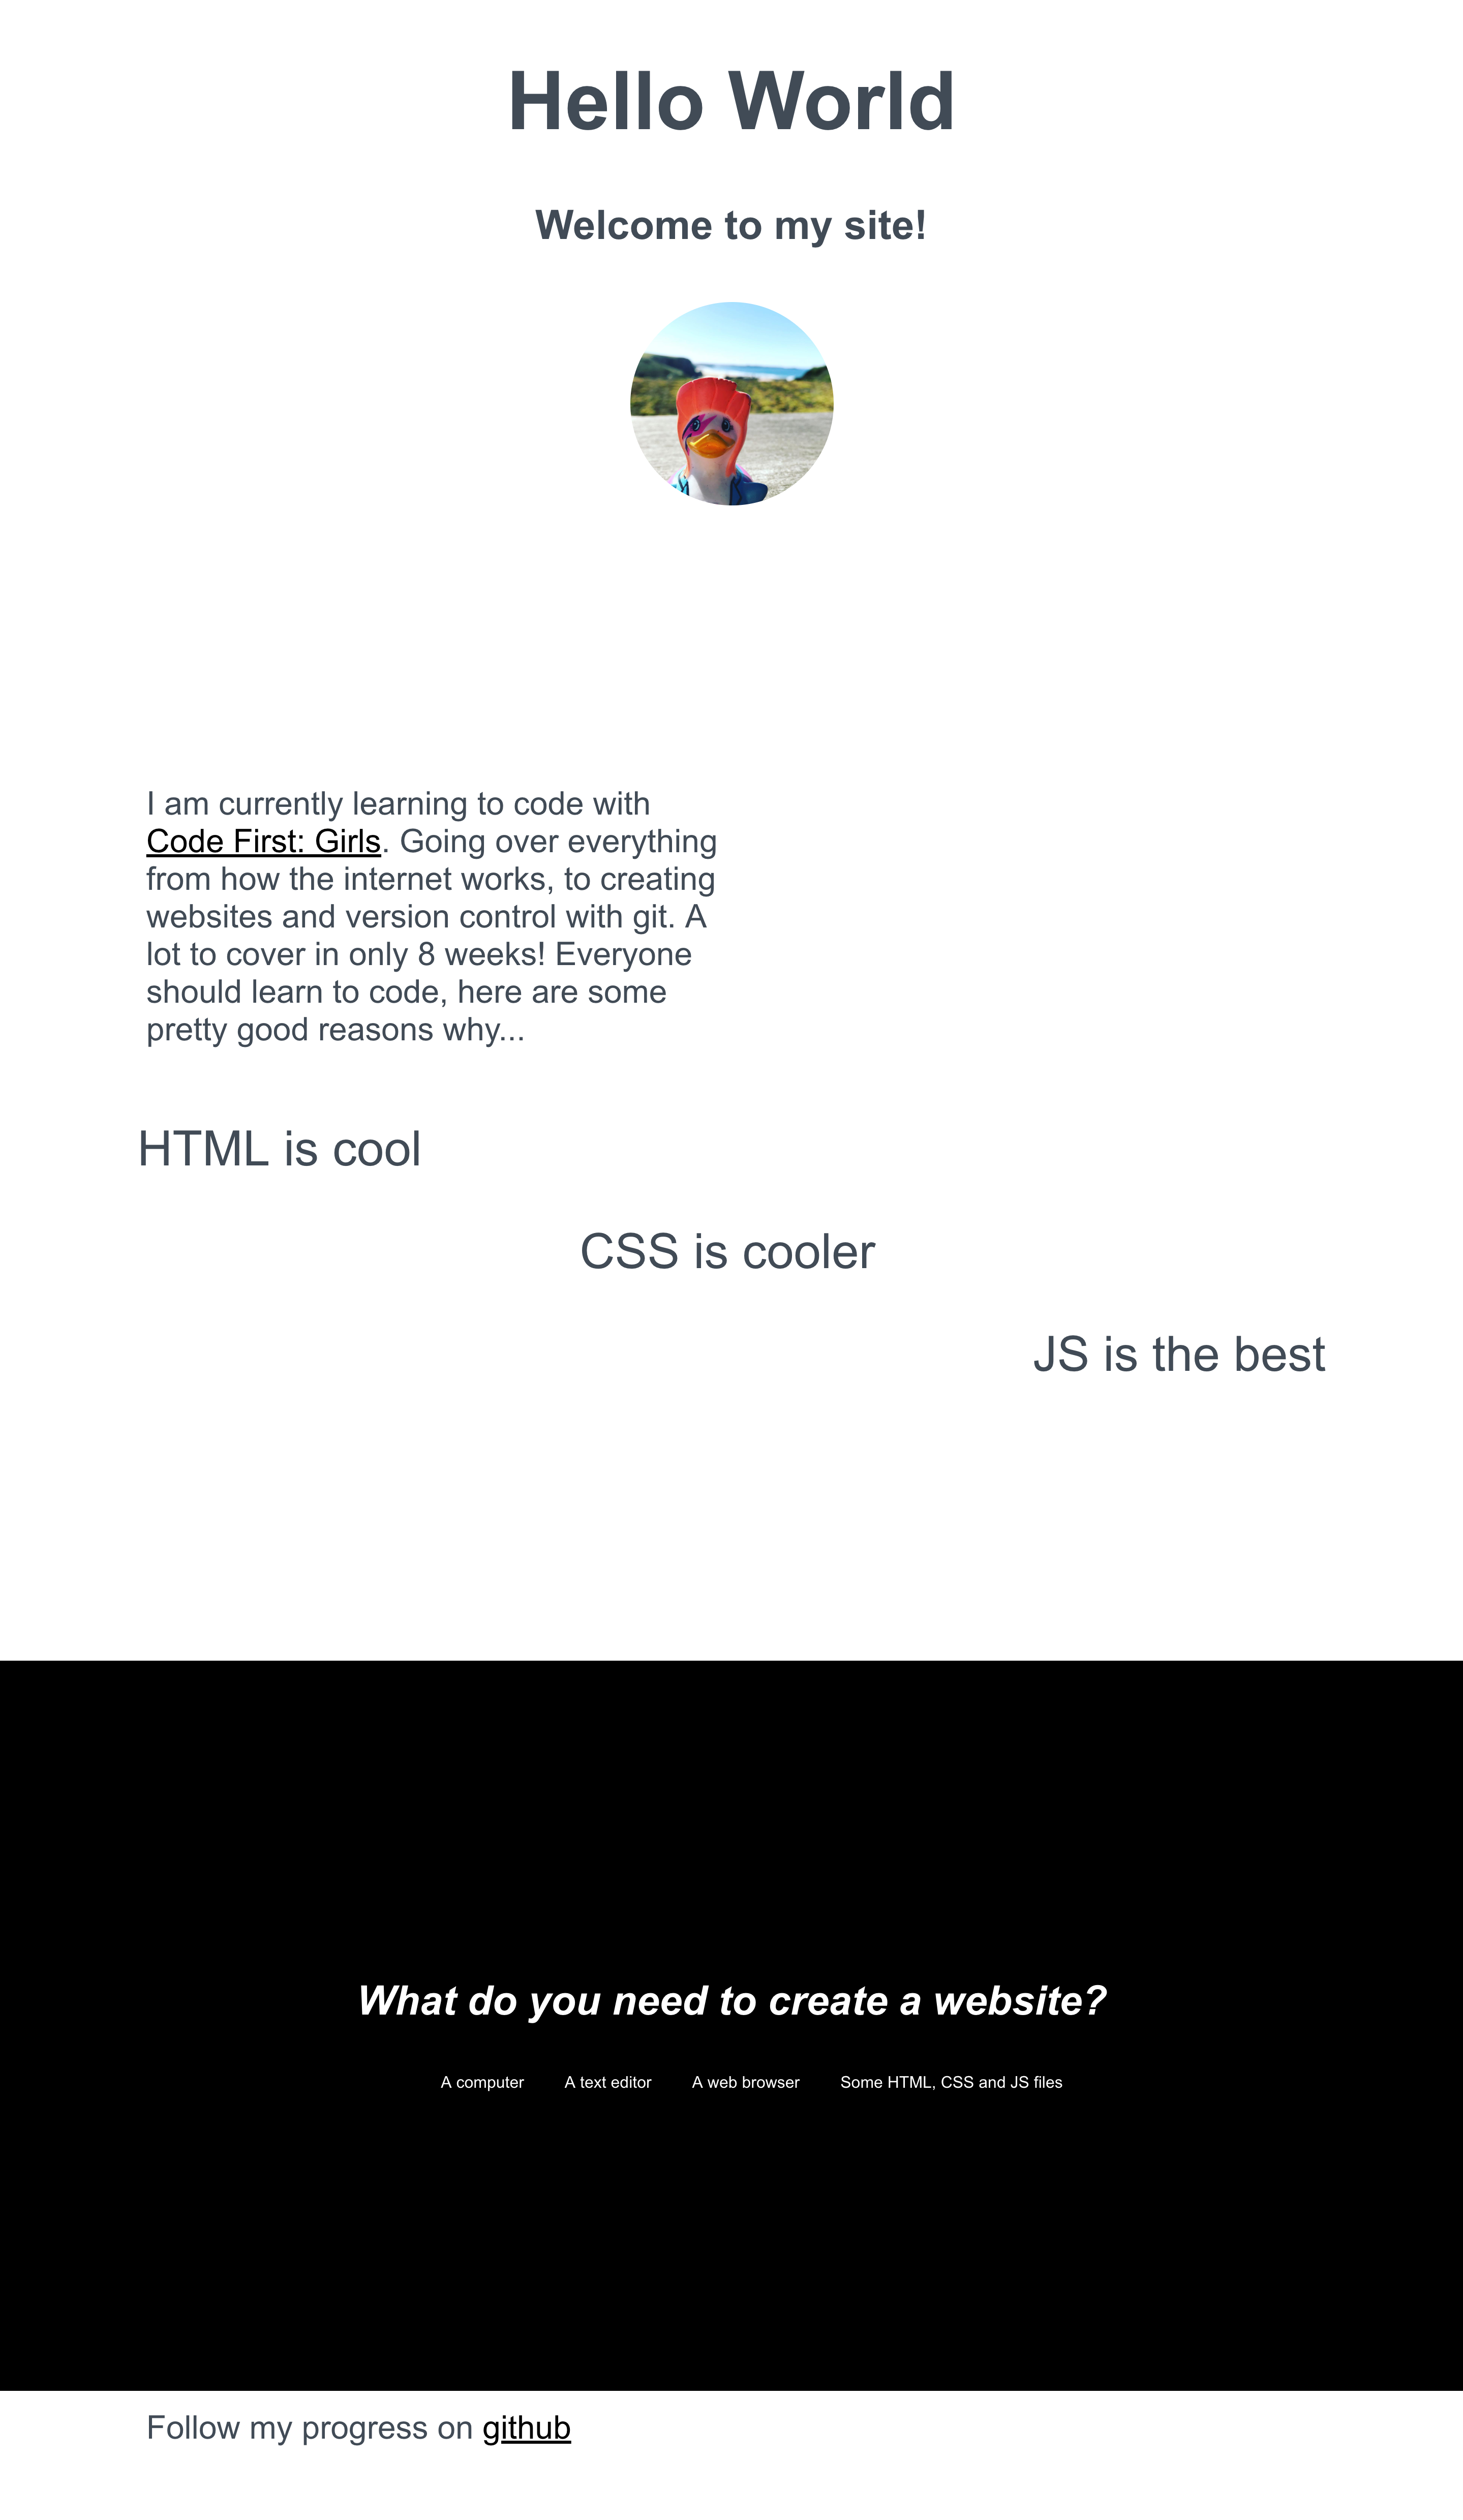 Hello World
Welcome to my site!
I am currently learning to code with
Code First: Girls. Going over everything
from how the internet works, to creating
websites and version control with git. A
lot to cover in only 8 weeks! Everyone
should learn to code, here are some
pretty good reasons why...
HTML is cool
CSS is cooler
JS is the best
What do you need to create a website?
A computer A text editor A web browser Some HTML, CSS and JS files
Follow my progress on github